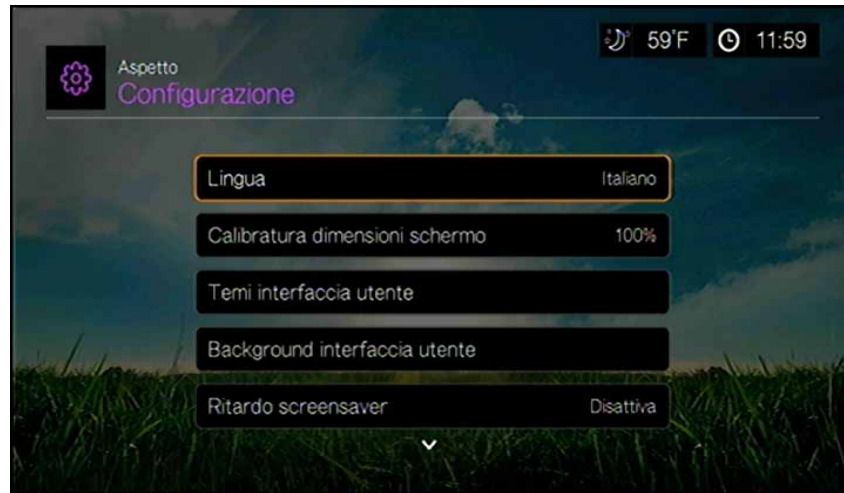 59°F 11:59
Aspetto
Configurazione
Lingua Italiano
Calibratura dimensioni schermo 100%
Temi interfaccia utente
Background interfaccia utente
Ritardo screensaver Disattiva